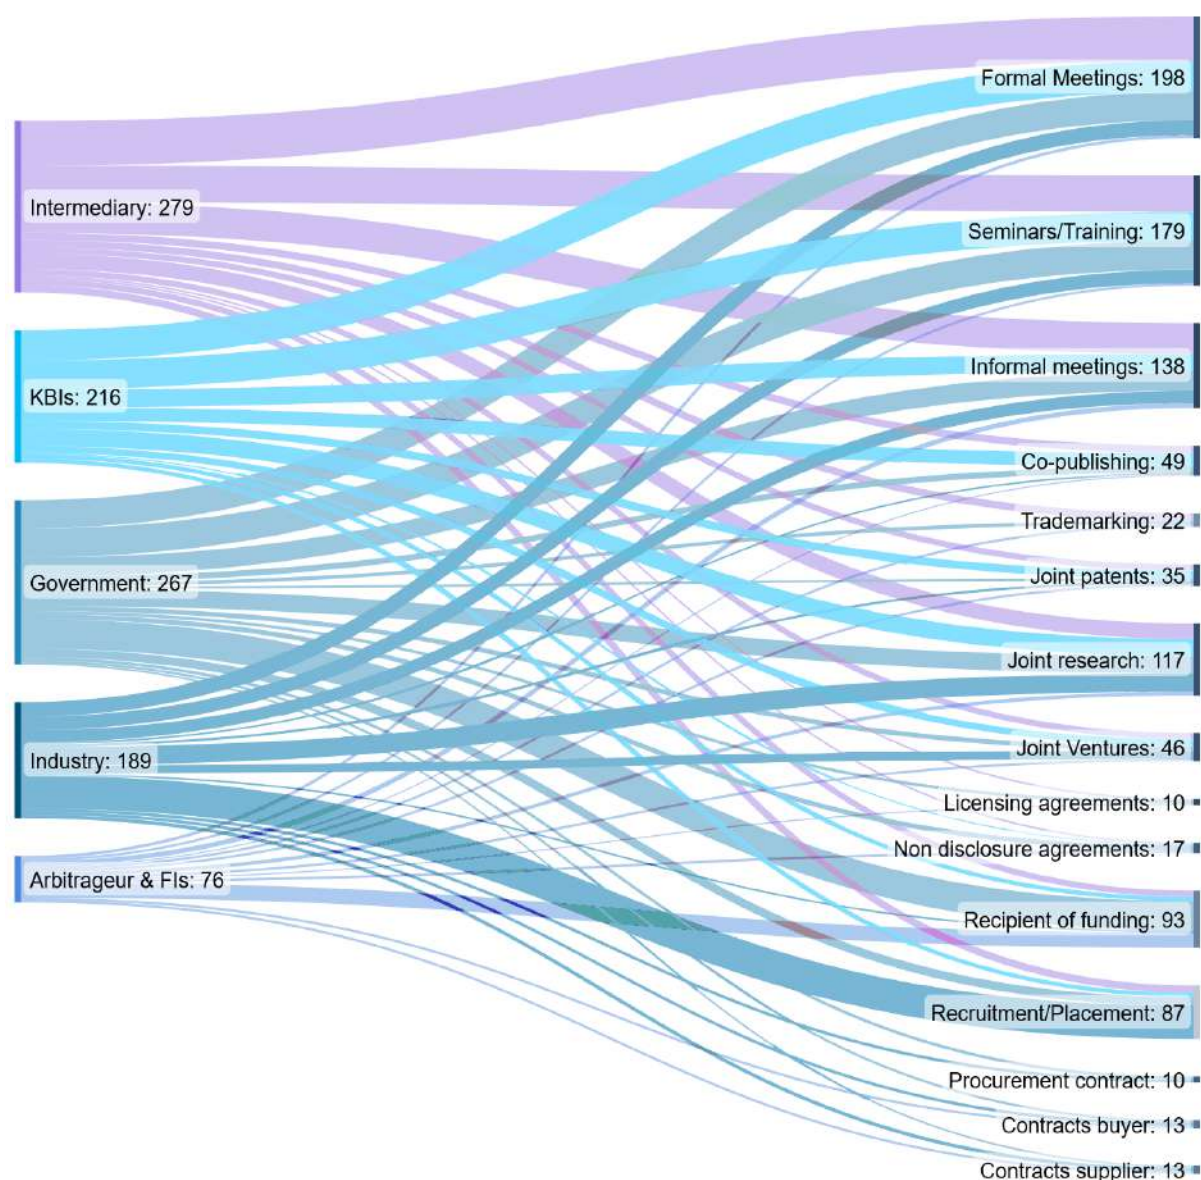 Intermediary: 279
KBIs: 216
Government: 267
Industry: 189
Arbitrageur & FIs: 76
Formal Meetings: 198
Seminars/Training: 179
Informal meetings: 138
Co-publishing: 49
Trademarking: 22
Joint patents: 35
Joint research: 117
Joint Ventures: 46
Licensing agreements: 10
Non disclosure agreements: 17
Recipient of funding: 93
Recruitment/Placement: 87
Procurement contract: 10
Contracts buyer: 13
Contracts supplier: 13